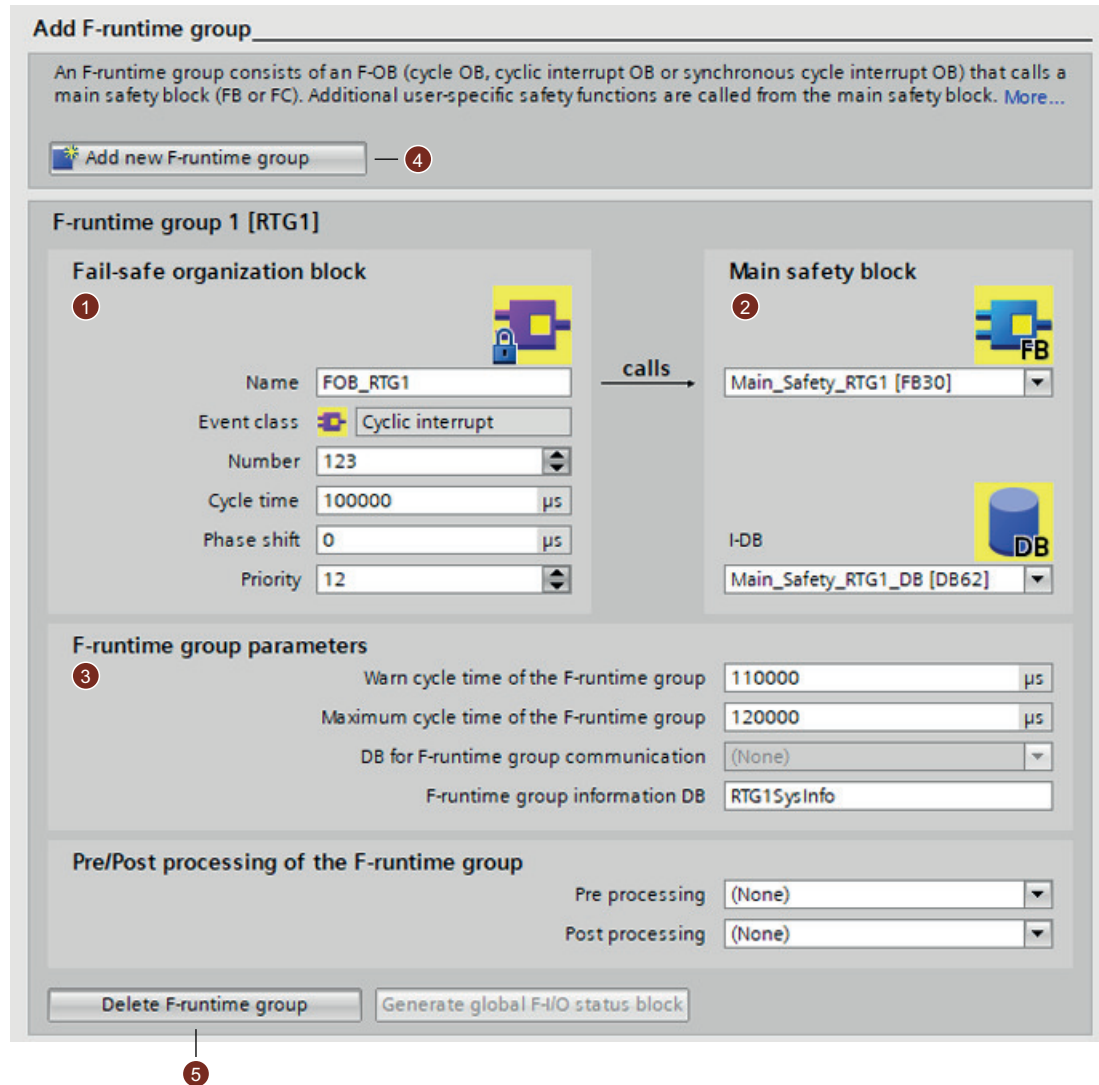 Add F-runtime group
An F-runtime group consists of an F-OB (cycle OB, cyclic interrupt OB or synchronous cycle interrupt OB) that calls a
main safety block (FB or FC). Additional user-specific safety functions are called from the main safety block. More...
Add new F-runtime group
4
F-runtime group 1 [RTG1]
Fail-safe organization block
1
Name FOB_RTG1
Event class Cyclic interrupt
Number 123
Cycle time 100000 µs
Phase shift 0 µs
Priority 12
calls
Main safety block
2
FB
Main_Safety_RTG1 [FB30]
I-DB
DB
Main_Safety_RTG1_DB [DB62]
F-runtime group parameters
3
Warn cycle time of the F-runtime group 110000 µs
Maximum cycle time of the F-runtime group 120000 µs
DB for F-runtime group communication (None)
F-runtime group information DB RTG1SysInfo
Pre/Post processing of the F-runtime group
Pre processing (None)
Post processing (None)
Delete F-runtime group
Generate global F-I/O status block
5